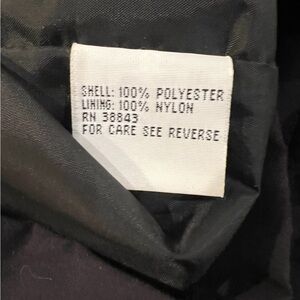 SHELL: 100% POLYESTER
LINING: 100% NYLON
RN 38843
FOR CARE SEE REVERSE